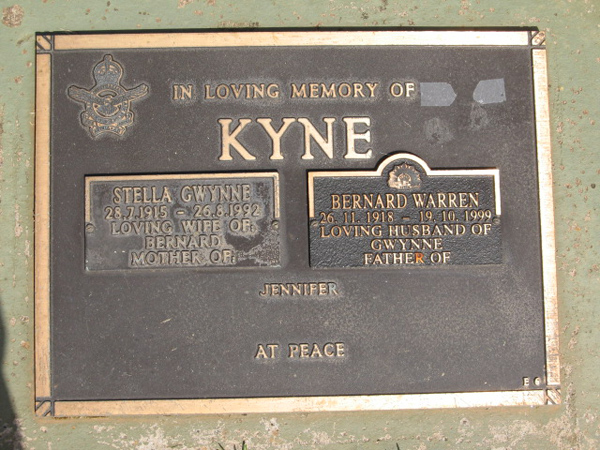 IN LOVING MEMORY OF
KYNE
STELLA GWYNNE
28.7.1915 - 26.8.1992
LOVING WIFE OF
BERNARD
MOTHER OF
BERNARD WARREN
26.11.1918 - 19.10.1999
LOVING HUSBAND OF
GWYNNE
FATHER OF
JENNIFER
AT PEACE